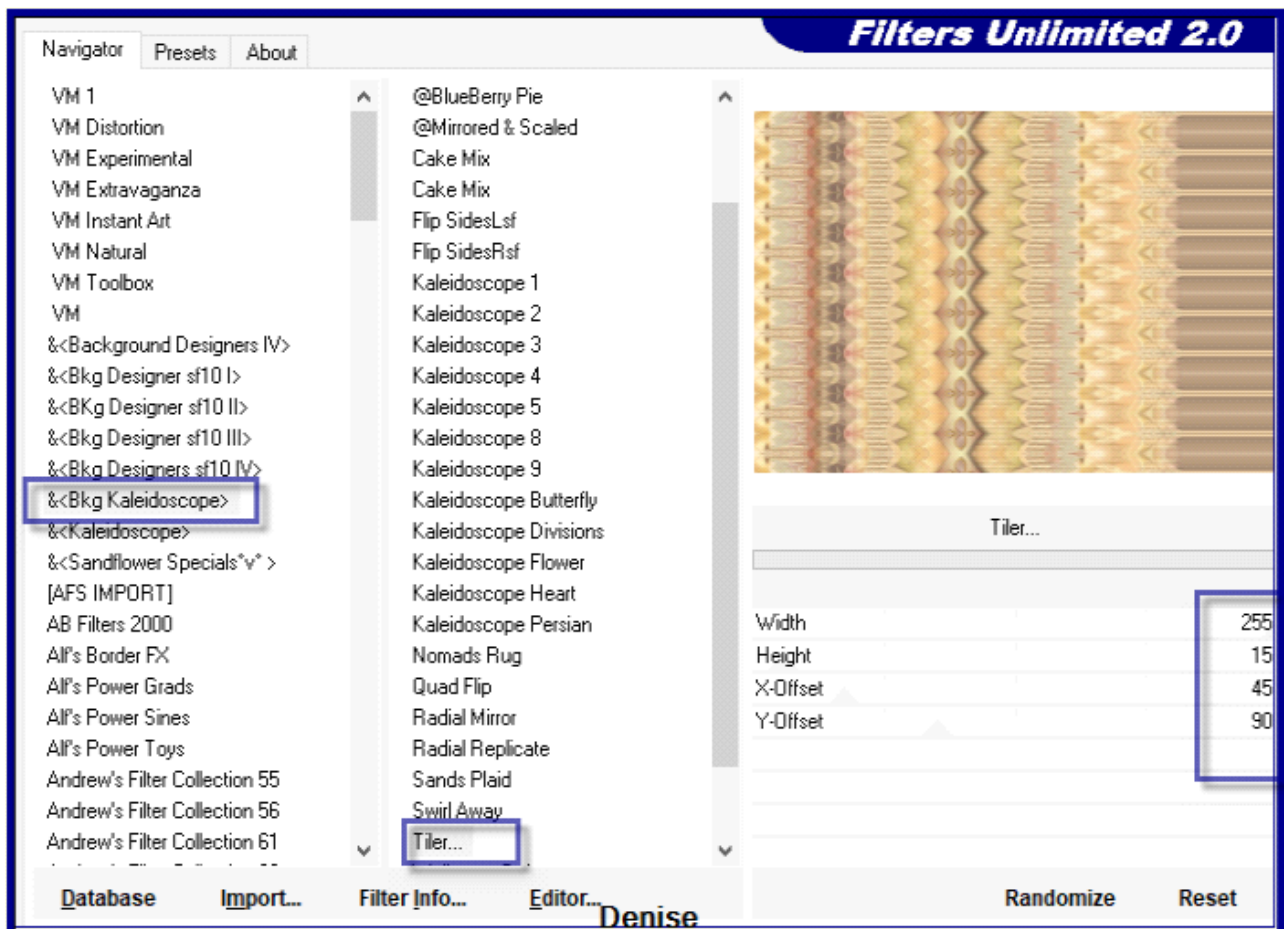 Filters Unlimited 2.0
Navigator
Presets
About
VM 1
VM Distortion
VM Experimental
VM Extravaganza
VM Instant Art
VM Natural
VM Toolbox
VM
&<Background Designers IV>
&<Bkg Designer sf10 I>
&<BKg Designer sf10 II>
&<Bkg Designer sf10 III>
&<Bkg Designers sf10 IV>
&<Bkg Kaleidoscope>
&<Kaleidoscope>
&<Sandflower Specials"v" >
[AFS IMPORT]
AB Filters 2000
Alf's Border FX
Alf's Power Grads
Alf's Power Sines
Alf's Power Toys
Andrew's Filter Collection 55
Andrew's Filter Collection 56
Andrew's Filter Collection 61
@BlueBerry Pie
@Mirrored & Scaled
Cake Mix
Cake Mix
Flip SidesLsf
Flip SidesRsf
Kaleidoscope 1
Kaleidoscope 2
Kaleidoscope 3
Kaleidoscope 4
Kaleidoscope 5
Kaleidoscope 8
Kaleidoscope 9
Kaleidoscope Butterfly
Kaleidoscope Divisions
Kaleidoscope Flower
Kaleidoscope Heart
Kaleidoscope Persian
Nomads Rug
Quad Flip
Radial Mirror
Radial Replicate
Sands Plaid
Swirl Away
Tiler...
Tiler...
Width 255
Height 15
X-Offset 45
Y-Offset 90
Database
Import...
Filter Info...
Editor...
Randomize
Reset
Denise